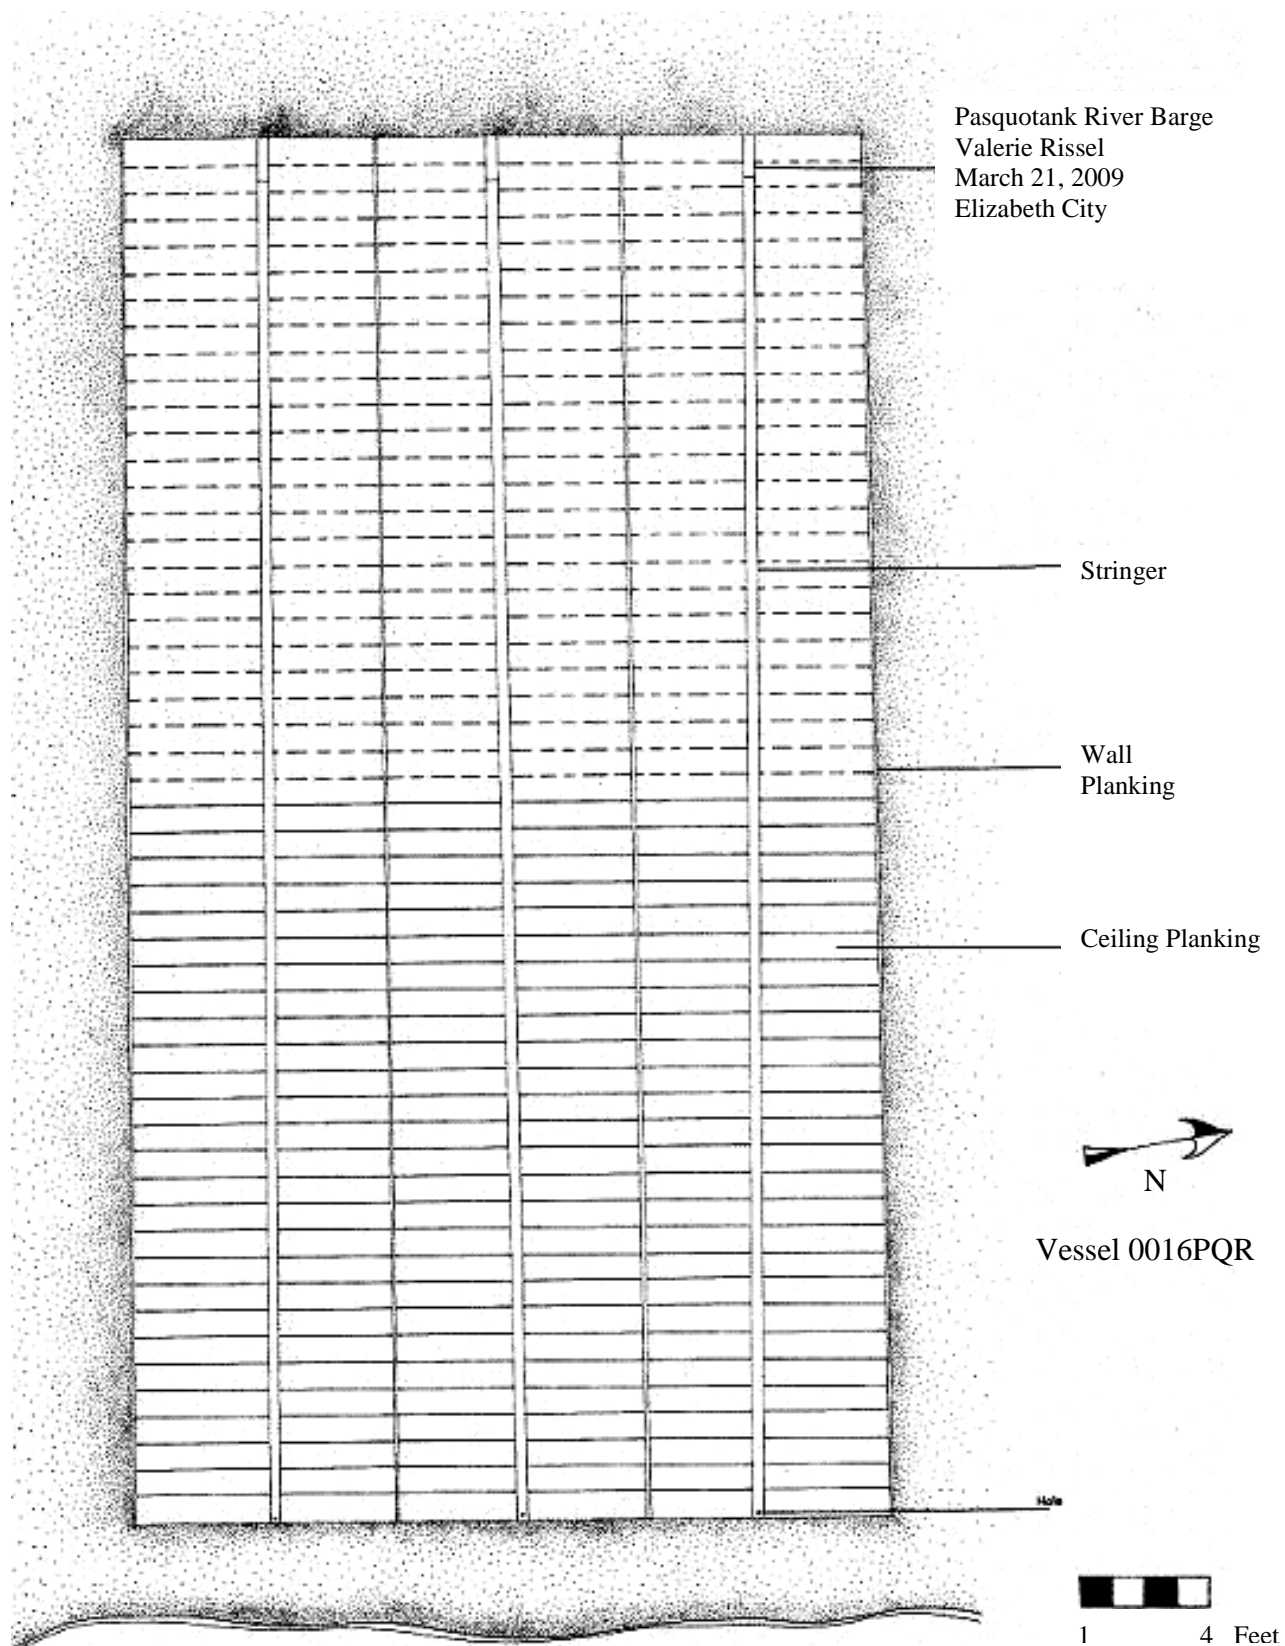 Pasquotank River Barge
Valerie Rissel
March 21, 2009
Elizabeth City
Stringer
Wall
Planking
Ceiling Planking
N
Vessel 0016PQR
Hole
1 4 Feet